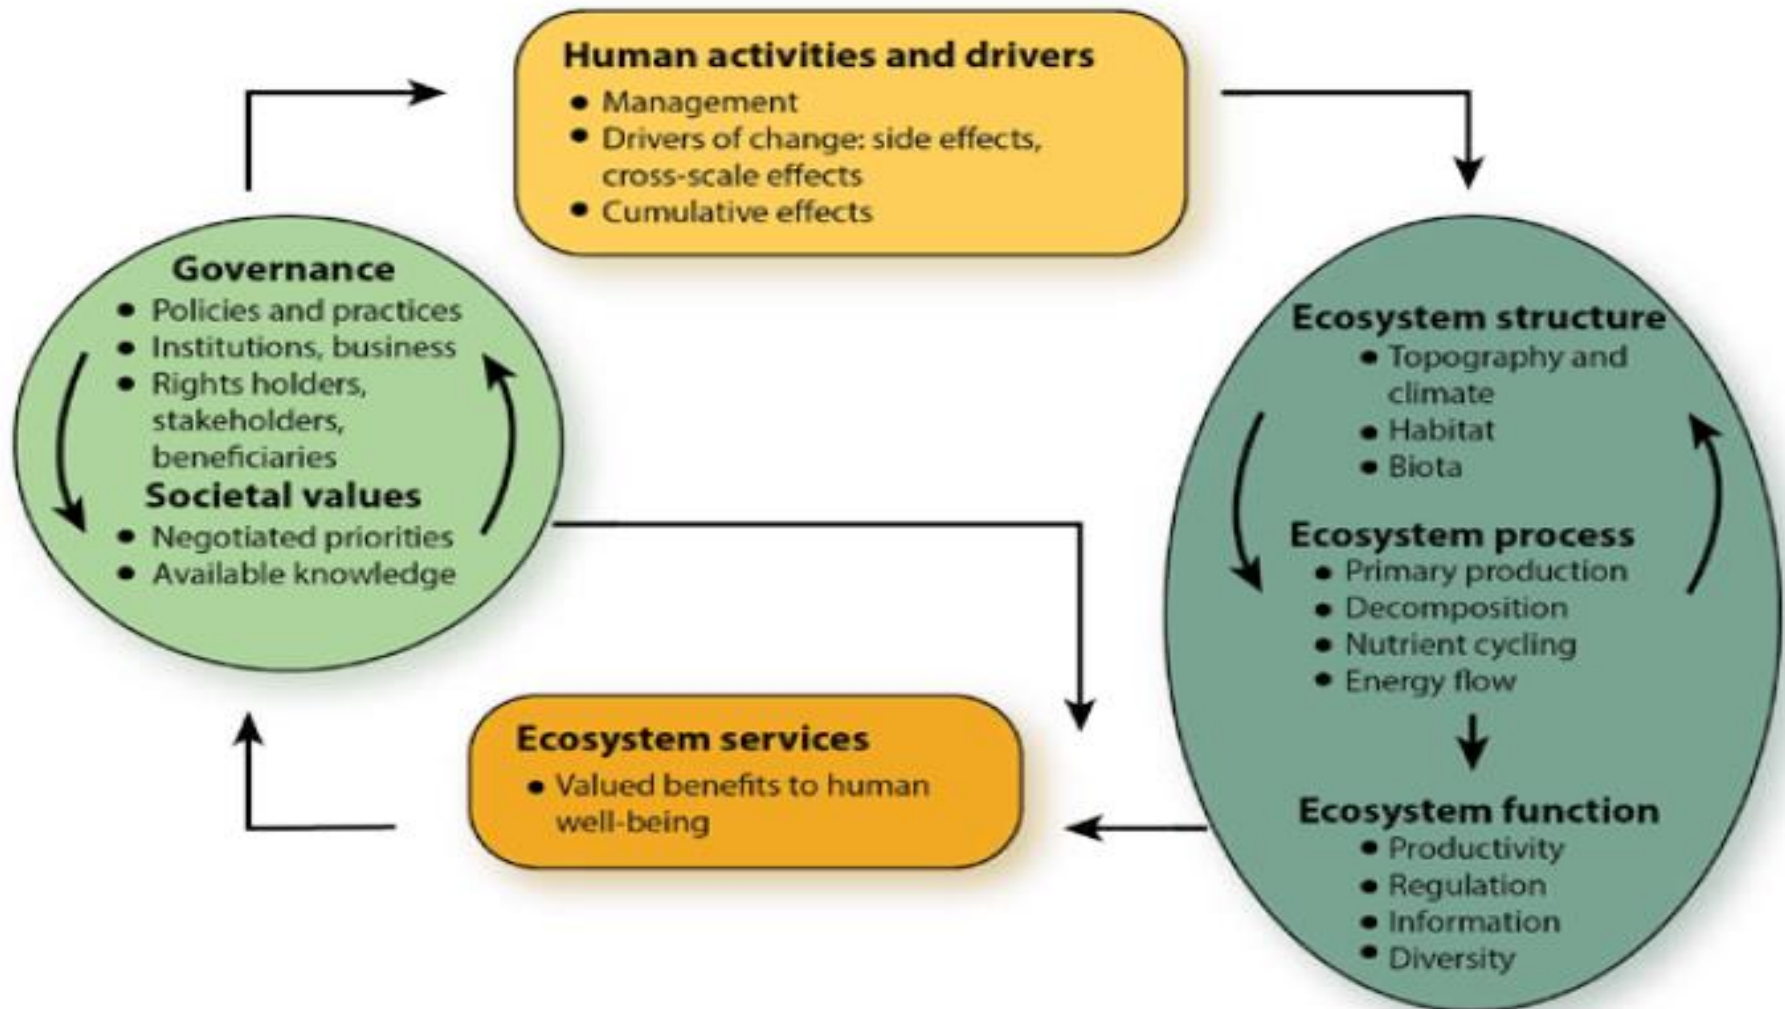 Human activities and drivers
• Management
• Drivers of change: side effects,
cross-scale effects
• Cumulative effects
Governance
• Policies and practices
• Institutions, business
• Rights holders,
stakeholders,
beneficiaries
Societal values
• Negotiated priorities
• Available knowledge
Ecosystem structure
• Topography and
climate
• Habitat
• Biota
Ecosystem process
• Primary production
• Decomposition
• Nutrient cycling
• Energy flow
Ecosystem function
• Productivity
• Regulation
• Information
• Diversity
Ecosystem services
• Valued benefits to human
well-being